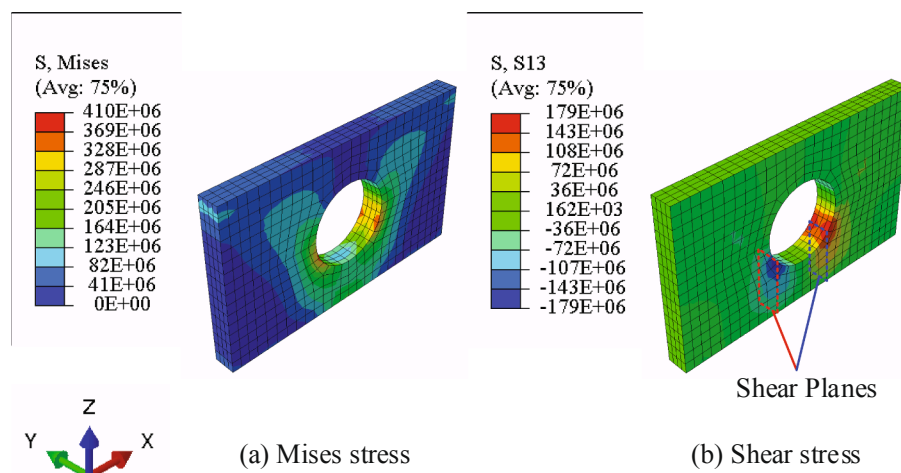 S, Mises
(Avg: 75%)
410E+06
369E+06
328E+06
287E+06
246E+06
205E+06
164E+06
123E+06
82E+06
41E+06
0E+00
S, S13
(Avg: 75%)
179E+06
143E+06
108E+06
72E+06
36E+06
162E+03
-36E+06
-72E+06
-107E+06
-143E+06
-179E+06
Shear Planes
Z
Y
X
(a) Mises stress
(b) Shear stress